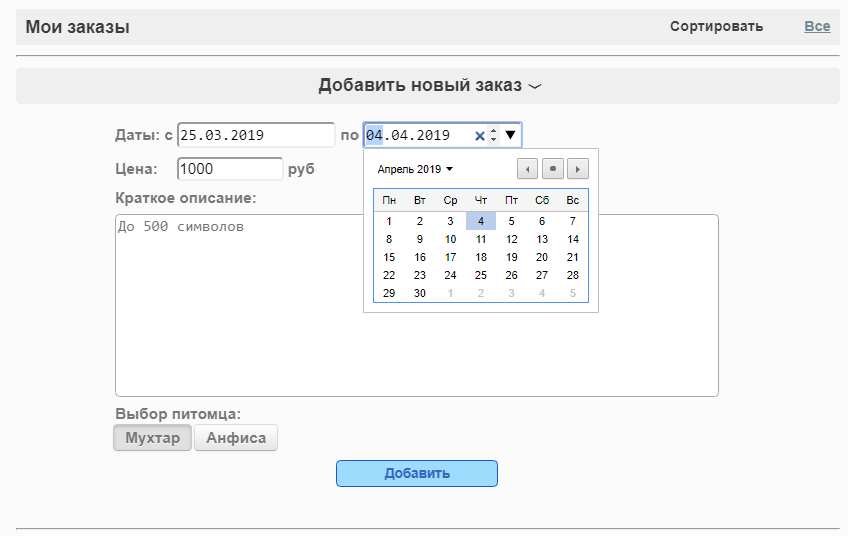 Мои заказы Сортировать Все
Добавить новый заказ
Даты: с 25.03.2019 по 04.04.2019
Цена: 1000 руб
Апрель 2019
Краткое описание:
До 500 символов
Пн Вт Ср Чт Пт Сб Вс
1 2 3 4 5 6 7
8 9 10 11 12 13 14
15 16 17 18 19 20 21
22 23 24 25 26 27 28
29 30 1 2 3 4 5
Выбор питомца:
Мухтар Анфиса
Добавить